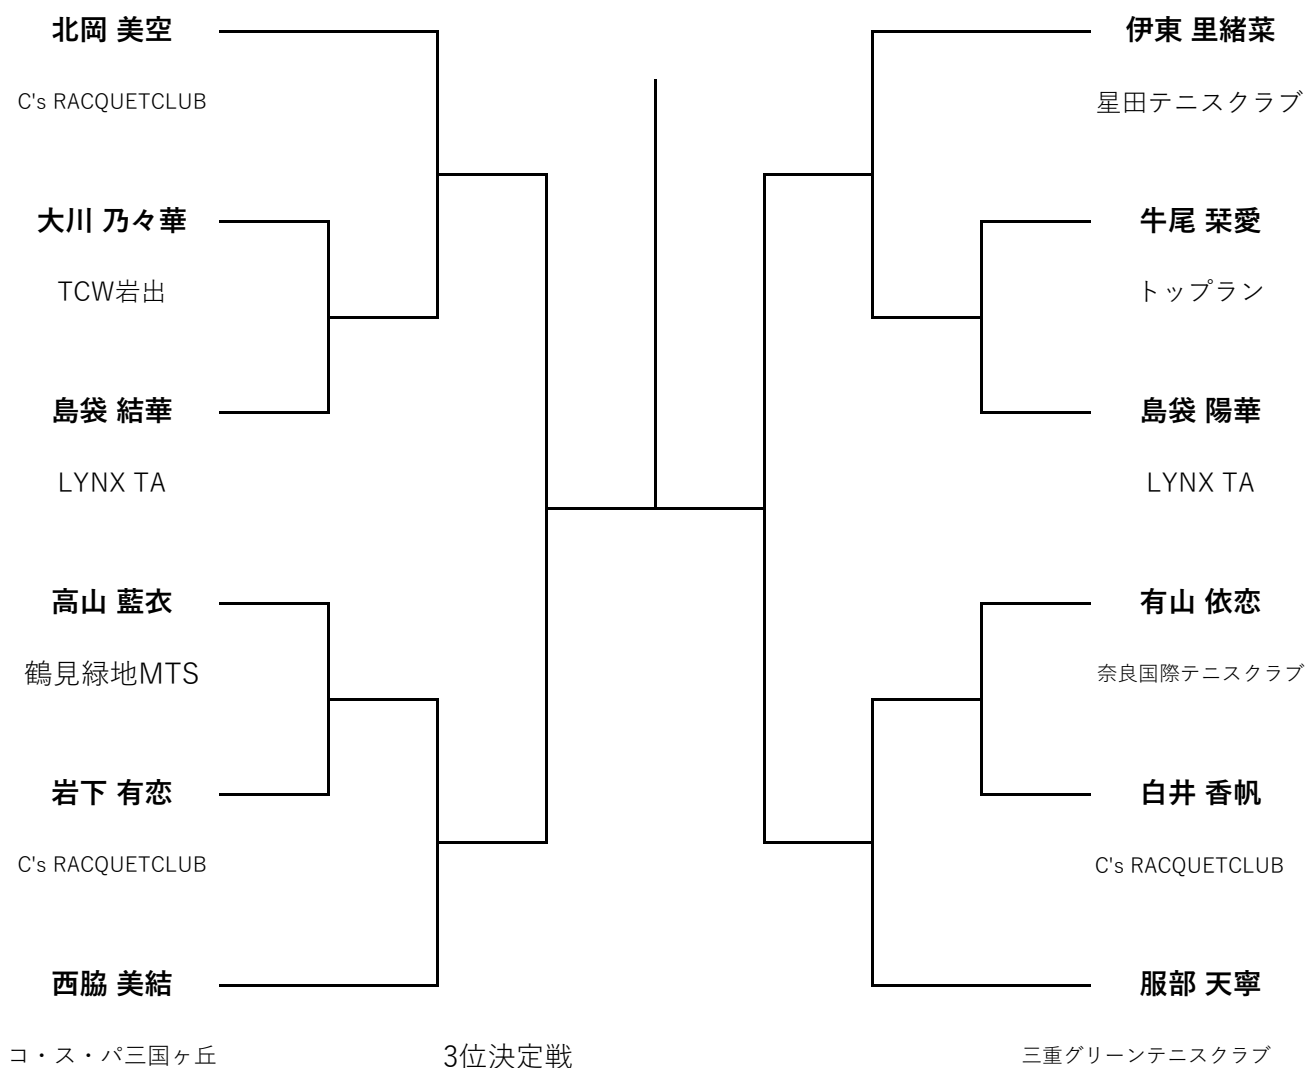 北岡 美空
C's RACQUETCLUB
大川 乃々華
TCW岩出
島袋 結華
LYNX TA
高山 藍衣
鶴見緑地MTS
岩下 有恋
C's RACQUETCLUB
西脇 美結
コ・ス・パ三国ヶ丘
3位決定戦
伊東 里緒菜
星田テニスクラブ
牛尾 栞愛
トップラン
島袋 陽華
LYNX TA
有山 依恋
奈良国際テニスクラブ
白井 香帆
C's RACQUETCLUB
服部 天寧
三重グリーンテニスクラブ